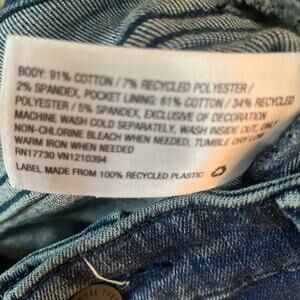 BODY: 91% COTTON / 7% RECYCLED POLYESTER /
2% SPANDEX, POCKET LINING: 61% COTTON / 34% RECYCLED
POLYESTER / 5% SPANDEX, EXCLUSIVE OF DECORATION
MACHINE WASH COLD SEPARATELY, WASH INSIDE OUT, ONLY
NON-CHLORINE BLEACH WHEN NEEDED, TUMBLE DRY LOW
WARM IRON WHEN NEEDED
RN17730 VN1210394
LABEL MADE FROM 100% RECYCLED PLASTIC